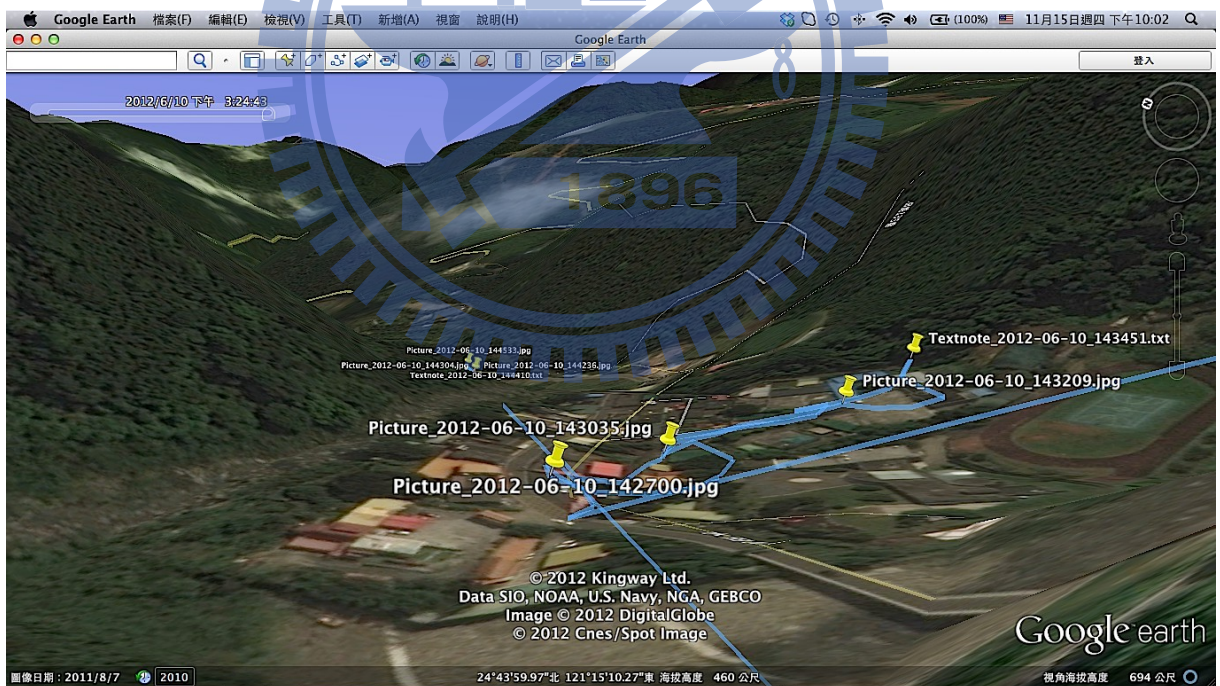 Google Earth 檔案(F) 編輯(E) 檢視(V) 工具(T) 新增(A) 視窗 說明(H) (100%) 11月15日週四 下午10:02
Google Earth
登入
2012/6/10 下午 3:24:43
1896
Textnote_2012-06-10_143451.txt
Picture_2012-06-10_144533.jpg
Picture_2012-06-10_144304.jpg Picture_2012-06-10_144236.jpg
Textnote_2012-06-10_144410.txt
Picture_2012-06-10_143209.jpg
Picture_2012-06-10_143035.jpg
Picture_2012-06-10_142700.jpg
© 2012 Kingway Ltd.
Data SIO, NOAA, U.S. Navy, NGA, GEBCO
Image © 2012 DigitalGlobe
© 2012 Cnes/Spot Image
Google earth
圖像日期:2011/8/7 2010 24°43'59.97"北 121°15'10.27"東 海拔高度 460 公尺 視角海拔高度 694 公尺